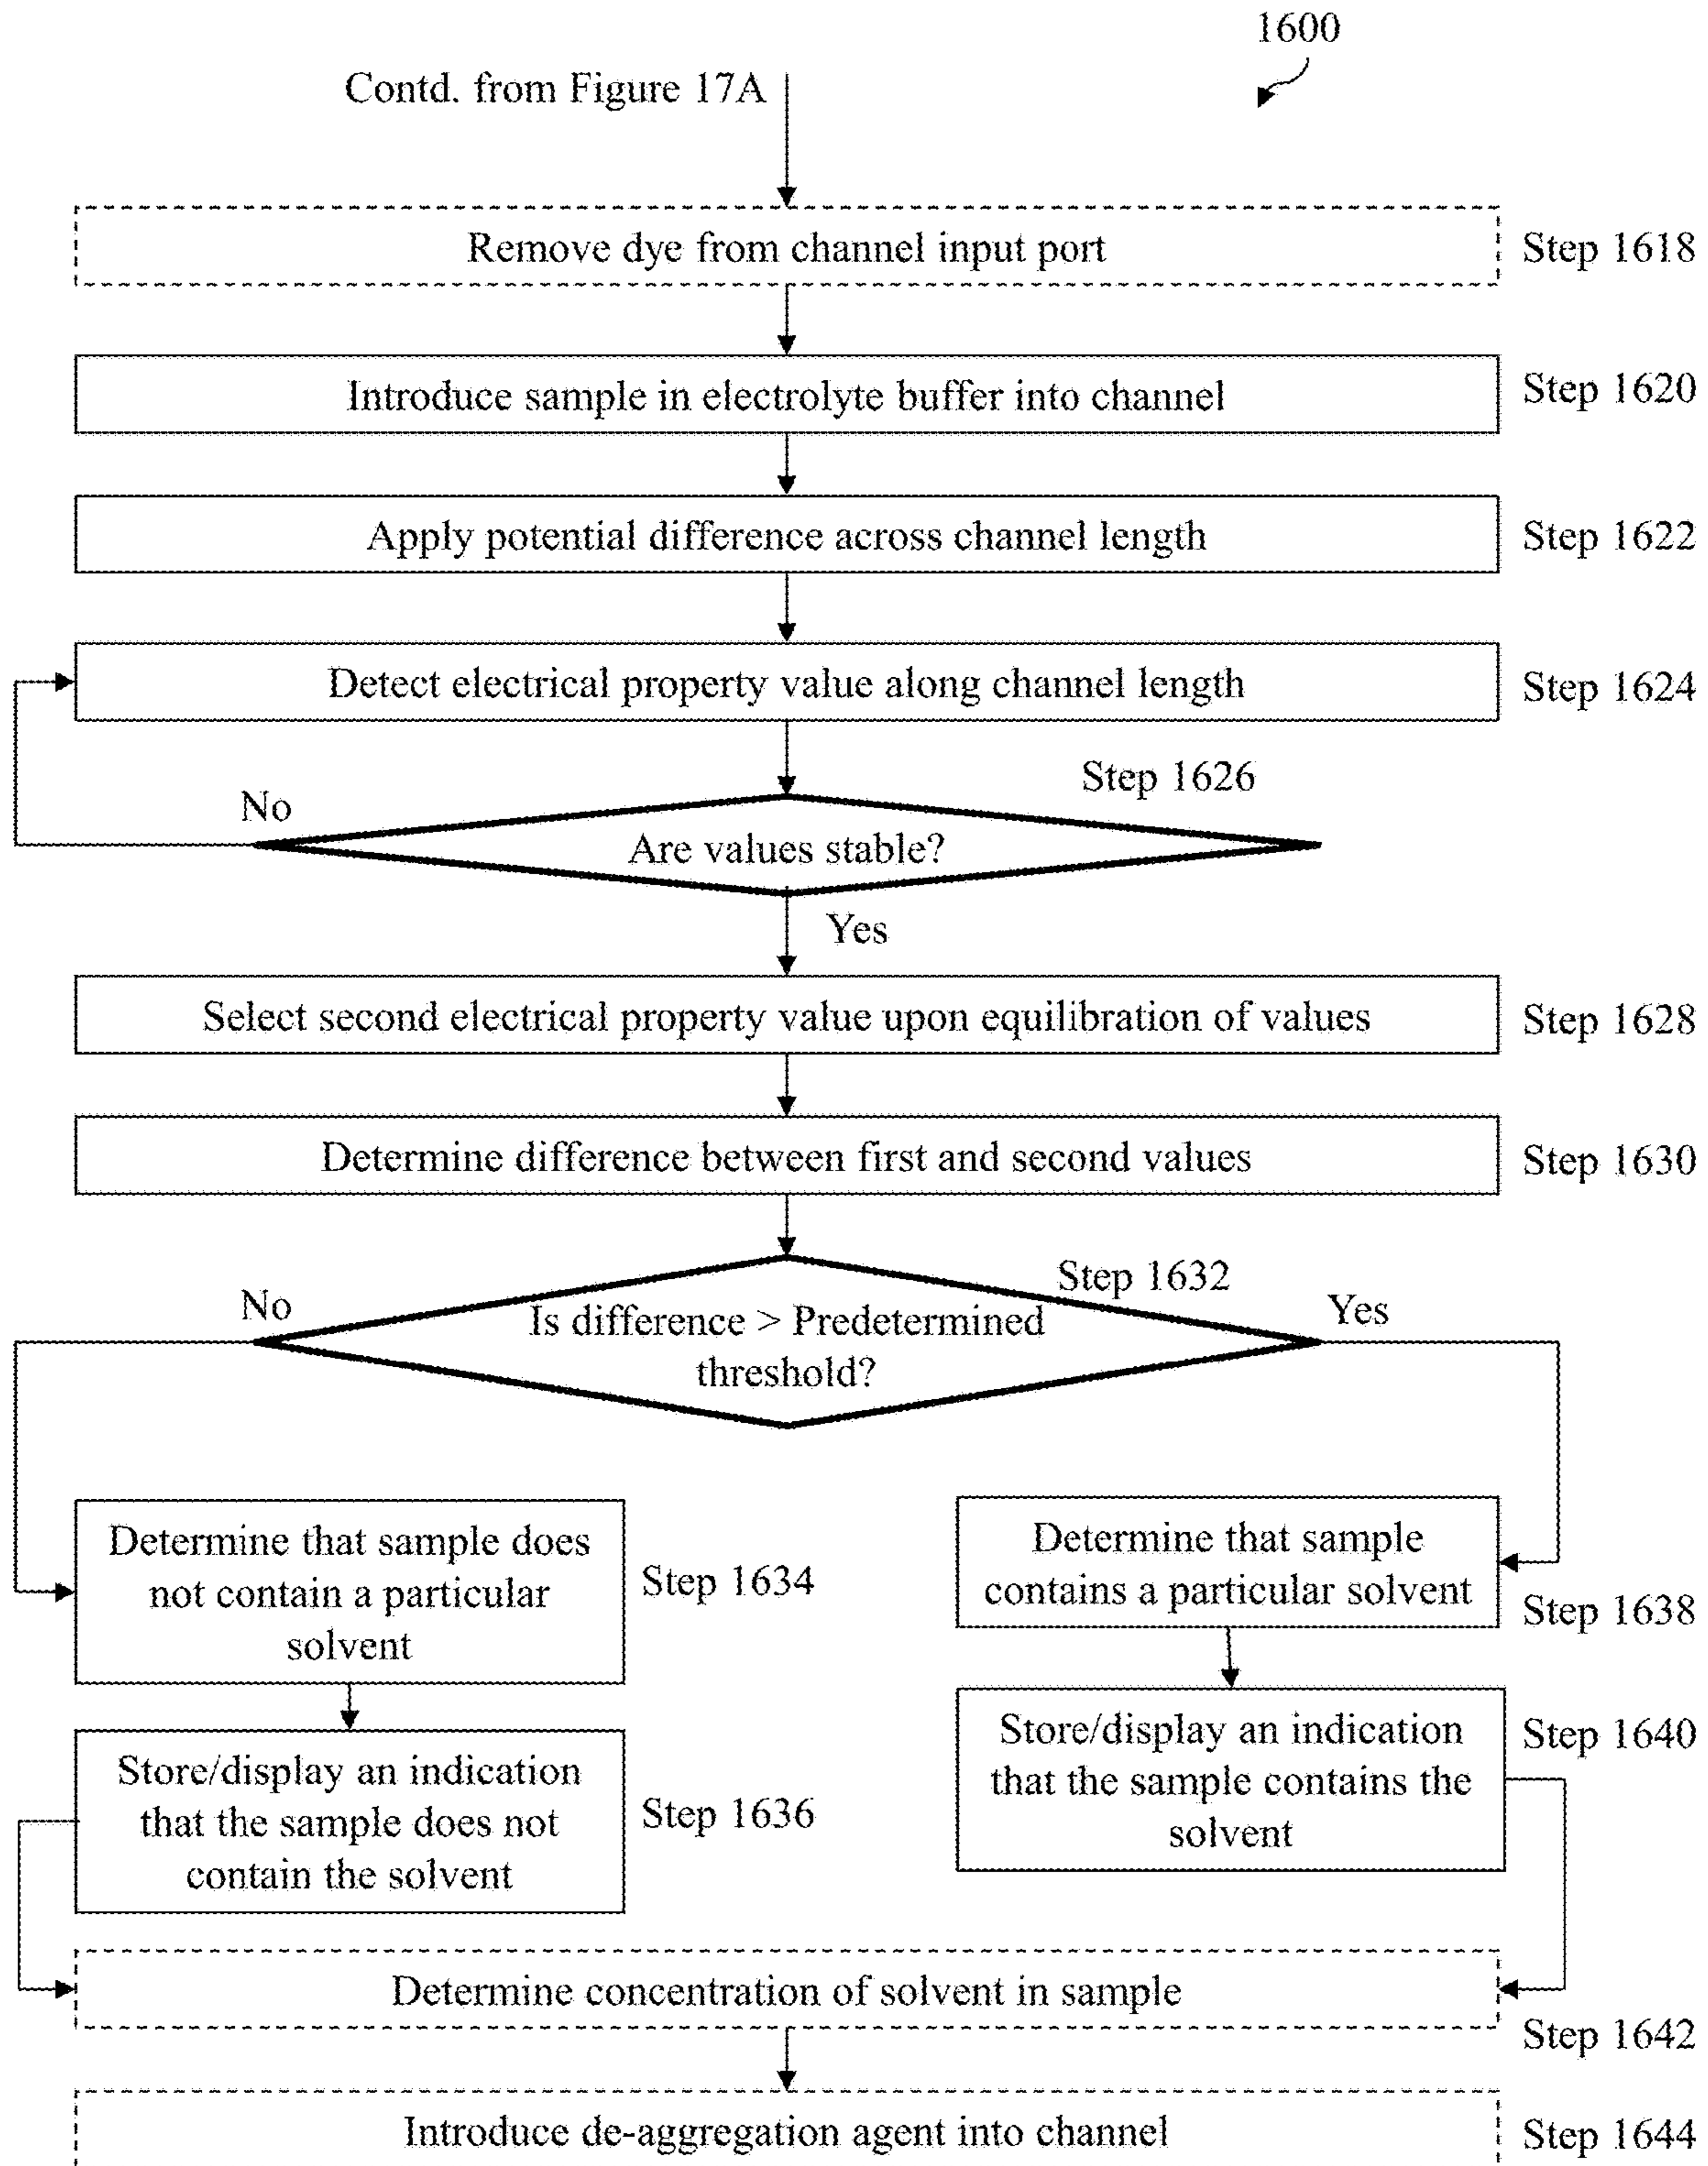 1600
Contd. from Figure 17A
Remove dye from channel input port
Step 1618
Introduce sample in electrolyte buffer into channel
Step 1620
Apply potential difference across channel length
Step 1622
Detect electrical property value along channel length
Step 1624
Step 1626
No
Are values stable?
Yes
Select second electrical property value upon equilibration of values
Step 1628
Determine difference between first and second values
Step 1630
Step 1632
No
Is difference > Predetermined
threshold?
Yes
Determine that sample does
not contain a particular
solvent
Step 1634
Determine that sample
contains a particular solvent
Step 1638
Store/display an indication
that the sample does not
contain the solvent
Step 1636
Store/display an indication
that the sample contains the
solvent
Step 1640
Determine concentration of solvent in sample
Step 1642
Introduce de-aggregation agent into channel
Step 1644